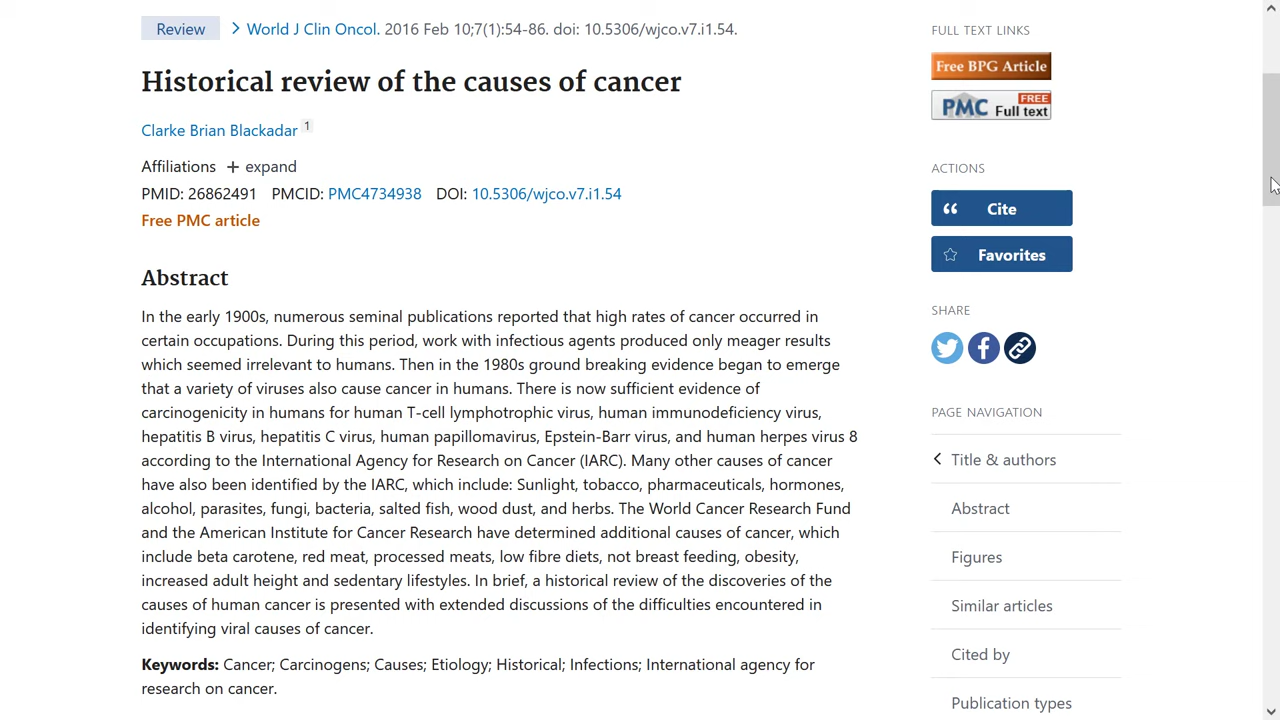 Review > World J Clin Oncol. 2016 Feb 10;7(1):54-86. doi: 10.5306/wjco.v7.i1.54.
Historical review of the causes of cancer
Clarke Brian Blackadar 1
Affiliations + expand
PMID: 26862491 PMCID: PMC4734938 DOI: 10.5306/wjco.v7.i1.54
Free PMC article
Abstract
In the early 1900s, numerous seminal publications reported that high rates of cancer occurred in
certain occupations. During this period, work with infectious agents produced only meager results
which seemed irrelevant to humans. Then in the 1980s ground breaking evidence began to emerge
that a variety of viruses also cause cancer in humans. There is now sufficient evidence of
carcinogenicity in humans for human T-cell lymphotrophic virus, human immunodeficiency virus,
hepatitis B virus, hepatitis C virus, human papillomavirus, Epstein-Barr virus, and human herpes virus 8
according to the International Agency for Research on Cancer (IARC). Many other causes of cancer
have also been identified by the IARC, which include: Sunlight, tobacco, pharmaceuticals, hormones,
alcohol, parasites, fungi, bacteria, salted fish, wood dust, and herbs. The World Cancer Research Fund
and the American Institute for Cancer Research have determined additional causes of cancer, which
include beta carotene, red meat, processed meats, low fibre diets, not breast feeding, obesity,
increased adult height and sedentary lifestyles. In brief, a historical review of the discoveries of the
causes of human cancer is presented with extended discussions of the difficulties encountered in
identifying viral causes of cancer.
Keywords: Cancer; Carcinogens; Causes; Etiology; Historical; Infections; International agency for
research on cancer.
FULL TEXT LINKS
Free BPG Article
PMC FREE Full text
ACTIONS
Cite
Favorites
SHARE
PAGE NAVIGATION
Title & authors
Abstract
Figures
Similar articles
Cited by
Publication types